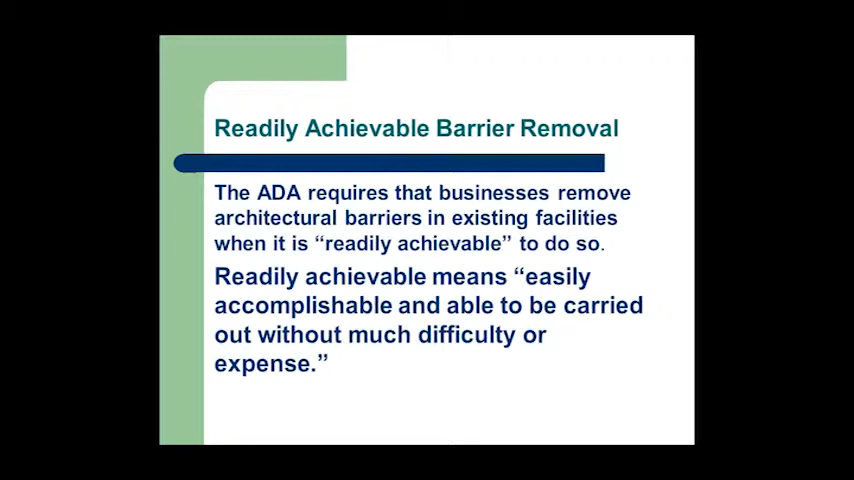 Readily Achievable Barrier Removal
The ADA requires that businesses remove
architectural barriers in existing facilities
when it is “readily achievable” to do so.
Readily achievable means “easily
accomplishable and able to be carried
out without much difficulty or
expense.”